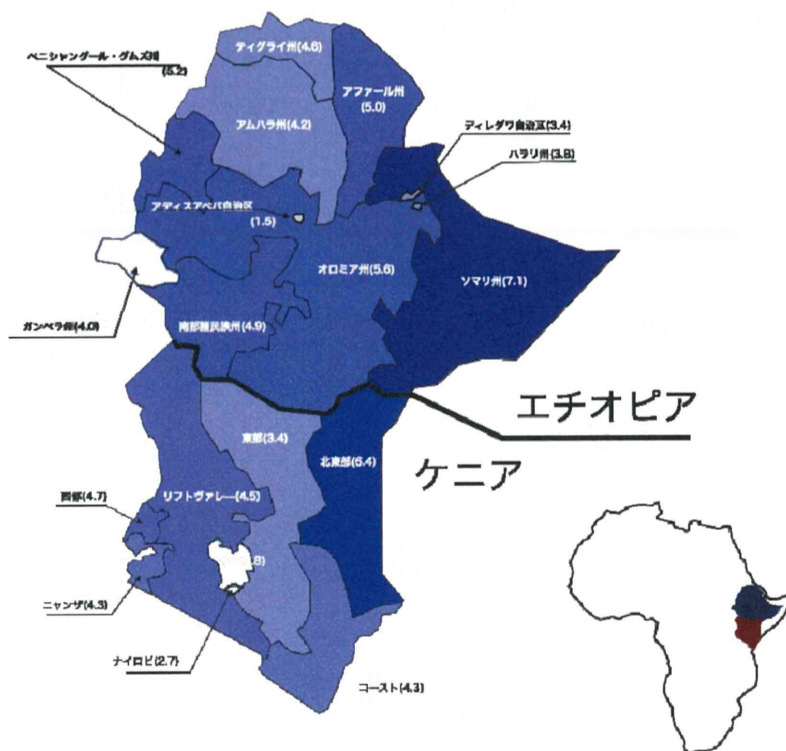 ティグライ州(4.6)
ベニシャングール・グムズ州
(5.2)
アファール州
(5.0)
アムハラ州(4.2)
ディレダワ自治区(3.4)
ハラリ州(3.8)
アディスアベバ自治区
(1.5)
オロミア州(5.6)
ソマリ州(7.1)
ガンベラ州(4.0)
南部諸民族州(4.9)
エチオピア
ケニア
東部(3.4)
北東部(6.4)
西部(4.7)
リフトヴァレー(4.5)
.8)
ニャンザ(4.3)
ナイロビ(2.7)
コースト(4.3)